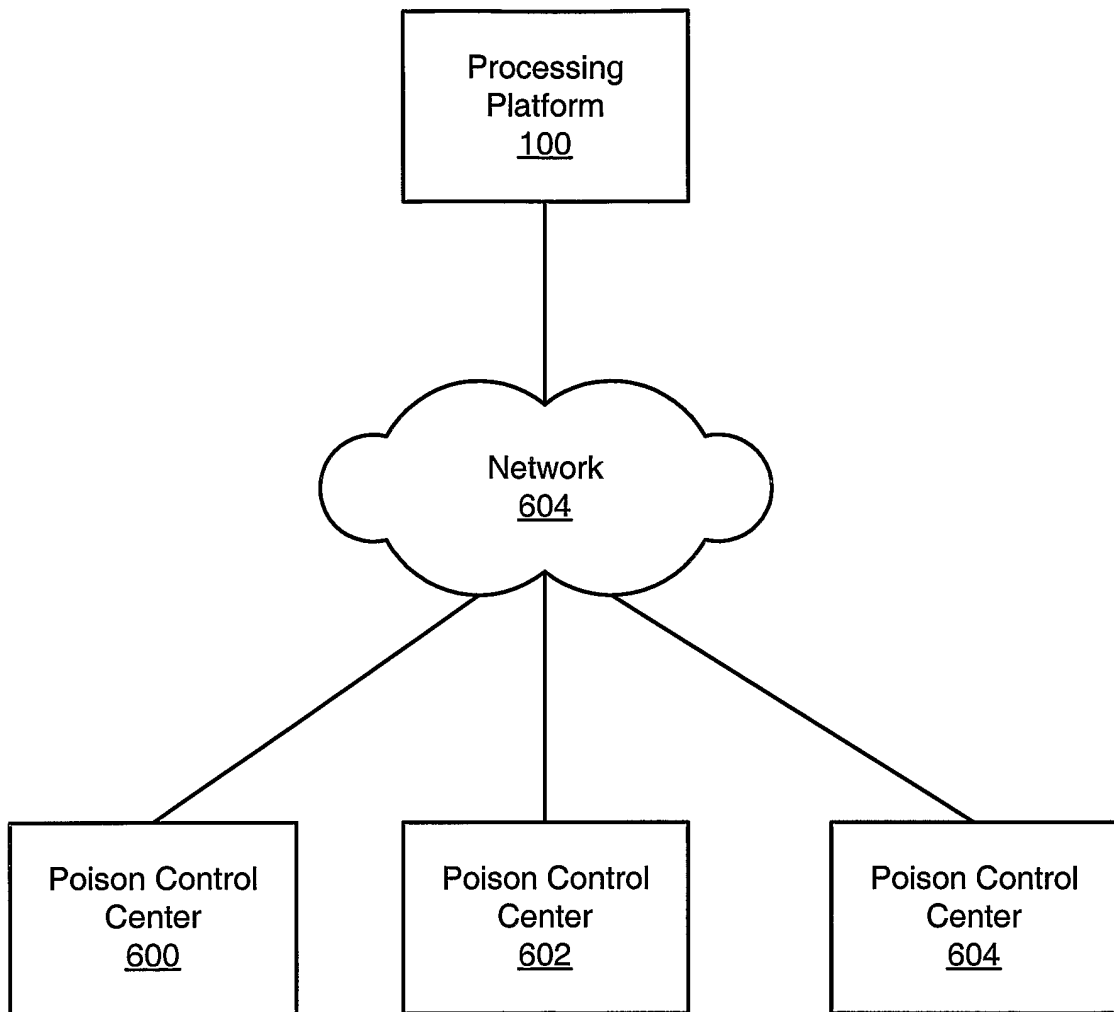 Processing
Platform
100
Network
604
Poison Control
Center
600
Poison Control
Center
602
Poison Control
Center
604